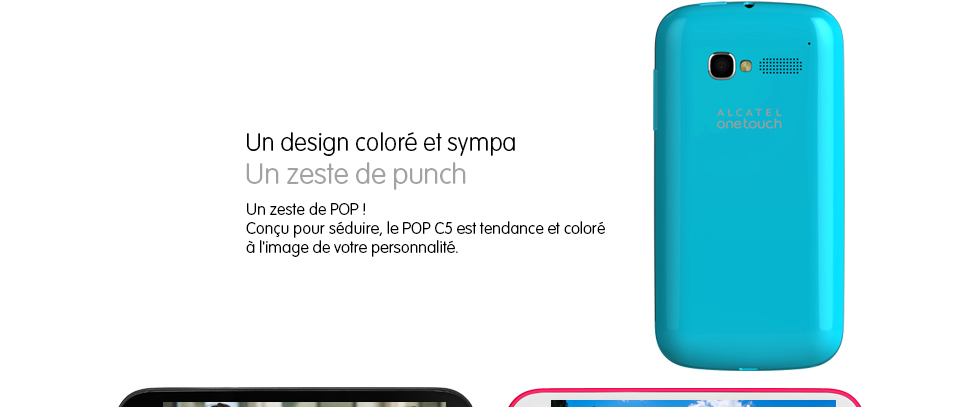 Un design coloré et sympa
Un zeste de punch
Un zeste de POP !
Conçu pour séduire, le POP C5 est tendance et coloré
à l'image de votre personnalité.
ALCATEL
onetouch